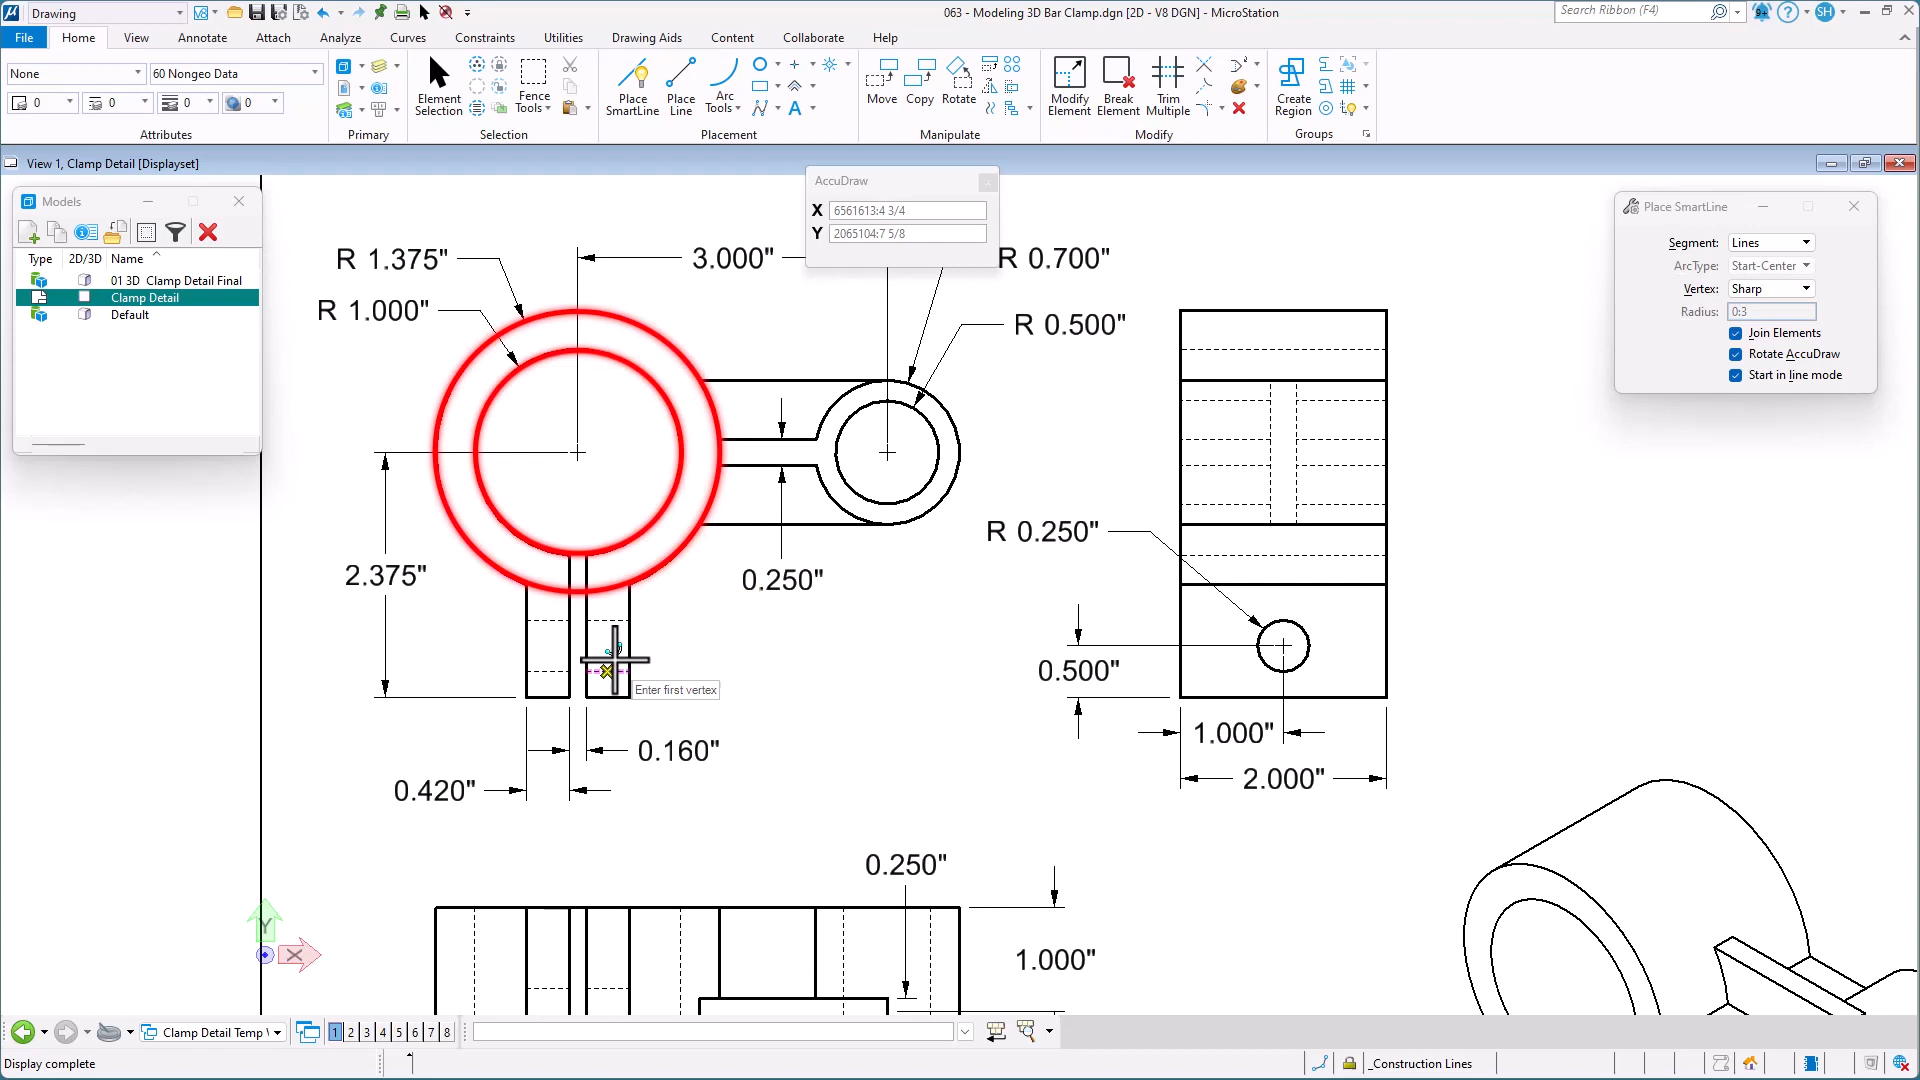 Drawing
063 - Modeling 3D Bar Clamp.dgn [2D - V8 DGN] - MicroStation
Search Ribbon (F4)
9+
SH
File Home View Annotate Attach Analyze Curves Constraints Utilities Drawing Aids Content Collaborate Help
None
60 Nongeo Data
0 0 0 0
Element Selection
Fence Tools
Place SmartLine
Place Line
Arc Tools
Move Copy Rotate
Modify Element
Break Element
Trim Multiple
Create Region
Attributes Primary Selection Placement Manipulate Modify Groups
View 1, Clamp Detail [Displayset]
Models
Type 2D/3D Name
01 3D Clamp Detail Final
Clamp Detail
Default
AccuDraw
X 6561613:4 3/4
Y 2065104:7 5/8
Place SmartLine
Segment: Lines
ArcType: Start-Center
Vertex: Sharp
Radius: 0:3
Join Elements
Rotate AccuDraw
Start in line mode
R 1.375"
3.000"
R 0.700"
R 1.000"
R 0.500"
R 0.250"
2.375"
0.250"
0.500"
Enter first vertex
1.000"
0.160"
2.000"
0.420"
0.250"
1.000"
Y
X
Clamp Detail Temp
1 2 3 4 5 6 7 8
Display complete
_Construction Lines